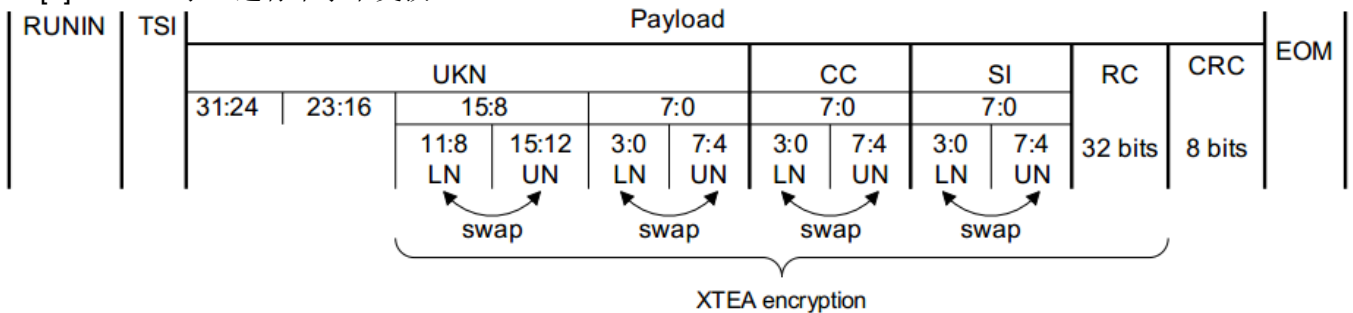 RUNIN TSI Payload EOM
UKN CC SI RC CRC
31:24 23:16 15:8 7:0 7:0 7:0
11:8 15:12 3:0 7:4 3:0 7:4 3:0 7:4 32 bits 8 bits
LN UN LN UN LN UN LN UN
swap swap swap swap
XTEA encryption